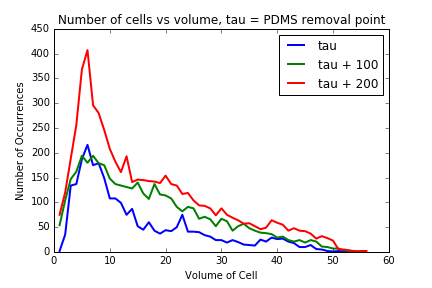 Number of cells vs volume, tau = PDMS removal point
450
400
350
300
250
200
150
100
50
0
Number of Occurrences
tau
tau + 100
tau + 200
0 10 20 30 40 50 60
Volume of Cell